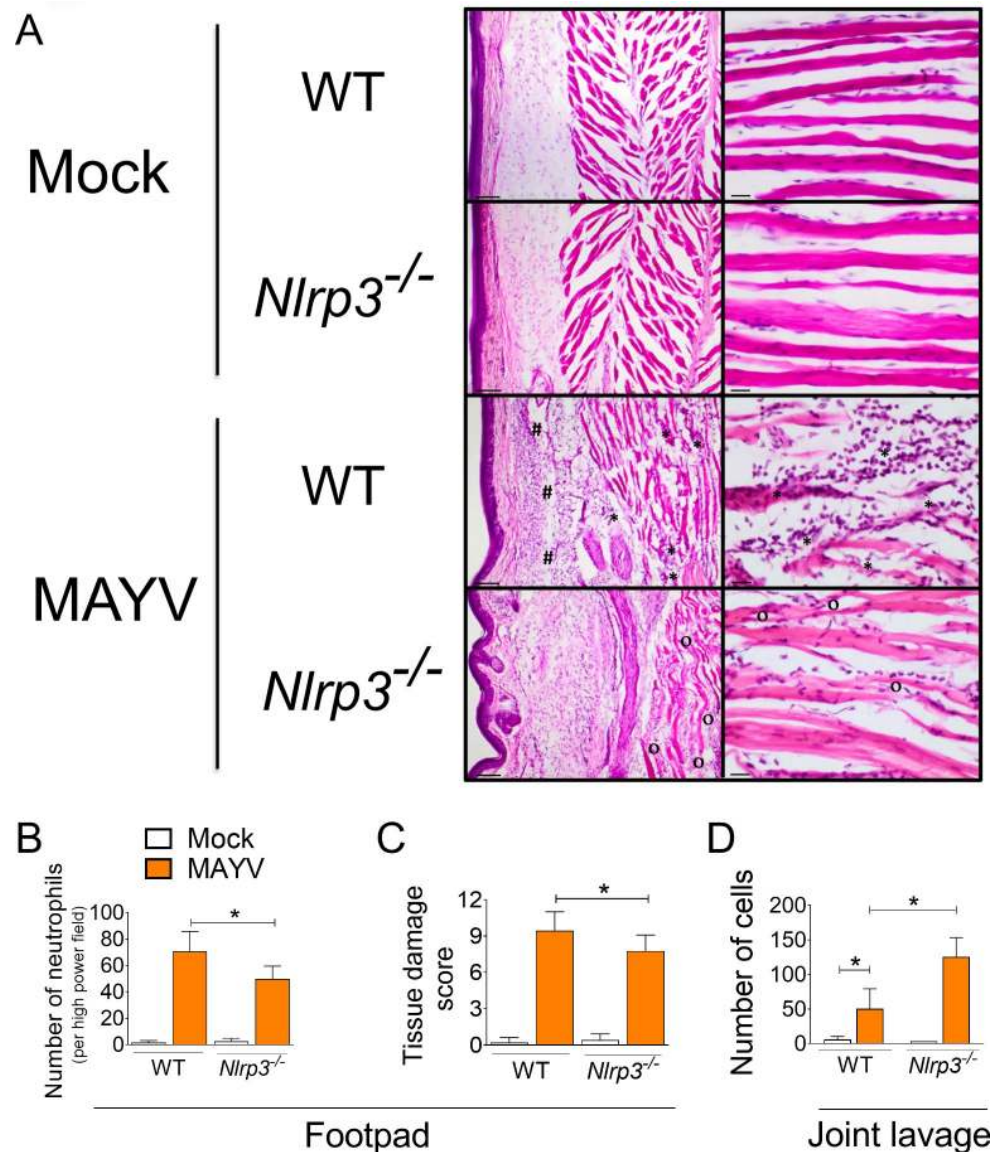 A
Mock
WT
Nlrp3-/-
MAYV
WT
Nlrp3-/-
#
#
#
*
*
*
*
*
*
*
*
*
*
o
o
o
o
o
o
o
B
Mock
MAYV
Number of neutrophils
(per high power field)
100
80
60
40
20
0
*
WT
Nlrp3-/-
C
Tissue damage
score
12
9
6
3
0
*
WT
Nlrp3-/-
Footpad
D
Number of cells
200
150
100
50
0
*
*
WT
Nlrp3-/-
Joint lavage